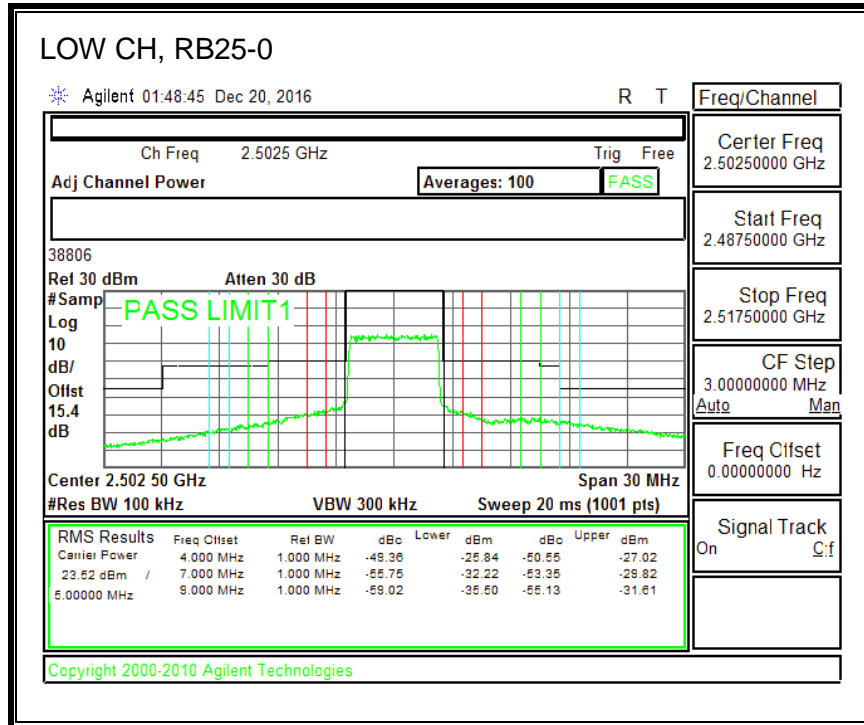 LOW CH, RB25-0
Agilent 01:48:45 Dec 20, 2016 R T
Freq/Channel
Ch Freq 2.5025 GHz Trig Free
Adj Channel Power Averages: 100 PASS
Center Freq
2.50250000 GHz
Start Freq
2.48750000 GHz
Stop Freq
2.51750000 GHz
CF Step
3.00000000 MHz
Auto Man
Freq Offset
0.00000000 Hz
Signal Track
On Off
38806
Ref 30 dBm Atten 30 dB
#Samp
Log
10
dB/
Offst
15.4
dB
PASS LIMIT1
Center 2.502 50 GHz Span 30 MHz
#Res BW 100 kHz VBW 300 kHz Sweep 20 ms (1001 pts)
RMS Results Freq Offset Ref BW dBc Lower dBm dBc Upper dBm
Carrier Power 4.000 MHz 1.000 MHz -49.36 -25.84 -50.55 -27.02
23.52 dBm / 7.000 MHz 1.000 MHz -55.75 -32.22 -53.35 -29.82
5.00000 MHz 9.000 MHz 1.000 MHz -59.02 -35.50 -55.13 -31.61
Copyright 2000-2010 Agilent Technologies